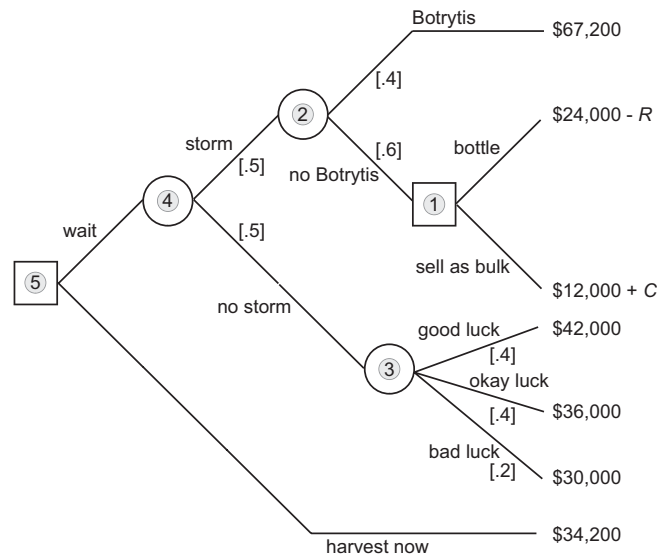 Botrytis
$67,200
[.4]
2
$24,000 - R
storm
[.6]
bottle
[.5]
no Botrytis
4
1
wait
[.5]
sell as bulk
5
$12,000 + C
no storm
good luck
$42,000
[.4]
3
okay luck
$36,000
[.4]
bad luck
[.2]
$30,000
$34,200
harvest now